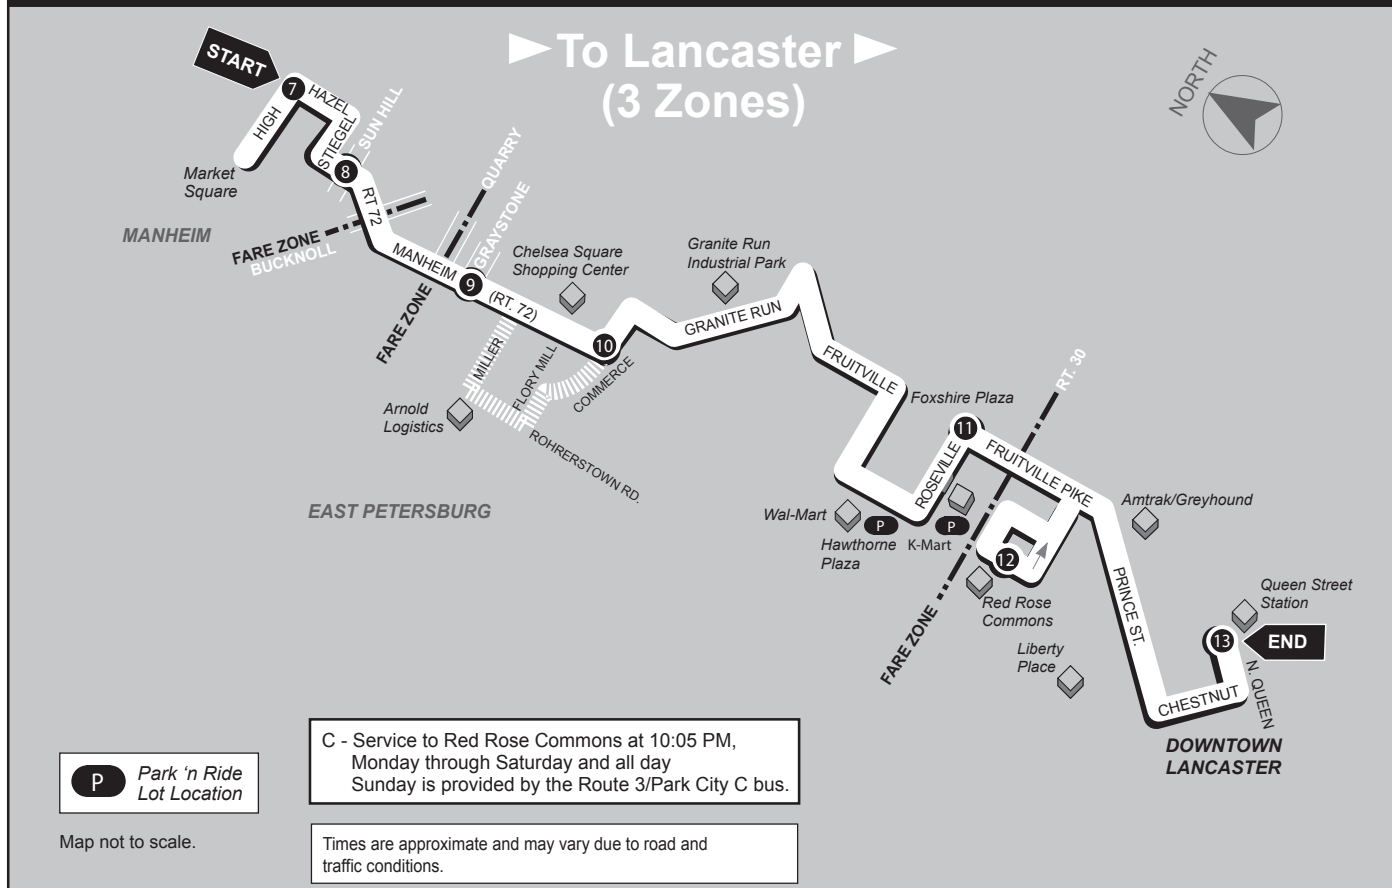 To Lancaster
(3 Zones)
START
NORTH
7
HAZEL
HIGH
STIEGEL
SUN HILL
8
Market
Square
RT 72
MANHEIM
FARE ZONE
BUCKNOLL
QUARRY
GRAYSTONE
MANHEIM
9
(RT. 72)
FARE ZONE
Chelsea Square
Shopping Center
Granite Run
Industrial Park
GRANITE RUN
10
MILLER
FLORY MILL
COMMERCE
Arnold
Logistics
ROHRERSTOWN RD.
EAST PETERSBURG
FRUITVILLE
Foxshire Plaza
RT. 30
11
ROSEVILLE
FRUITVILLE PIKE
Wal-Mart
P
Hawthorne
Plaza
P
K-Mart
Amtrak/Greyhound
12
Red Rose
Commons
FARE ZONE
Liberty
Place
PRINCE ST.
Queen Street
Station
13
END
N. QUEEN
CHESTNUT
DOWNTOWN
LANCASTER
C - Service to Red Rose Commons at 10:05 PM,
Monday through Saturday and all day
Sunday is provided by the Route 3/Park City C bus.
P
Park ‘n Ride
Lot Location
Map not to scale.
Times are approximate and may vary due to road and
traffic conditions.